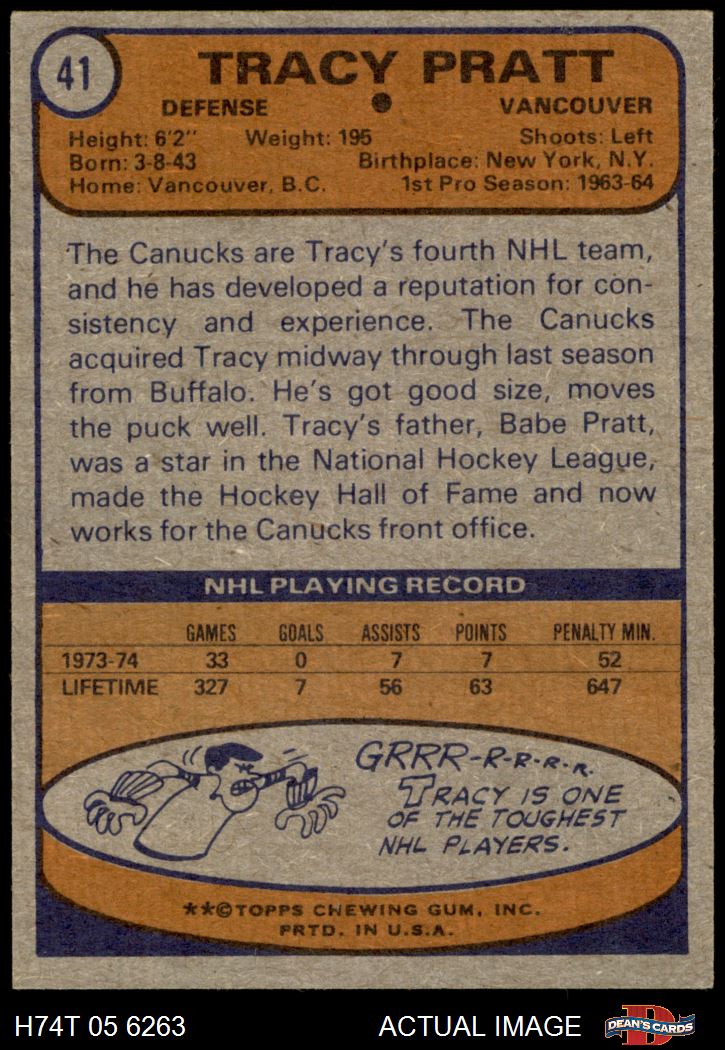 41
TRACY PRATT
DEFENSE ● VANCOUVER
Height: 6'2" Weight: 195 Shoots: Left
Born: 3-8-43 Birthplace: New York, N.Y.
Home: Vancouver, B.C. 1st Pro Season: 1963-64
The Canucks are Tracy's fourth NHL team,
and he has developed a reputation for con-
sistency and experience. The Canucks
acquired Tracy midway through last season
from Buffalo. He's got good size, moves
the puck well. Tracy's father, Babe Pratt,
was a star in the National Hockey League,
made the Hockey Hall of Fame and now
works for the Canucks front office.
NHL PLAYING RECORD
GAMES GOALS ASSISTS POINTS PENALTY MIN.
1973-74 33 0 7 7 52
LIFETIME 327 7 56 63 647
GRRR-R-R-R-R.
TRACY IS ONE
OF THE TOUGHEST
NHL PLAYERS.
**©TOPPS CHEWING GUM, INC.
PRTD. IN U.S.A.
H74T 05 6263 ACTUAL IMAGE D DEAN'S CARDS